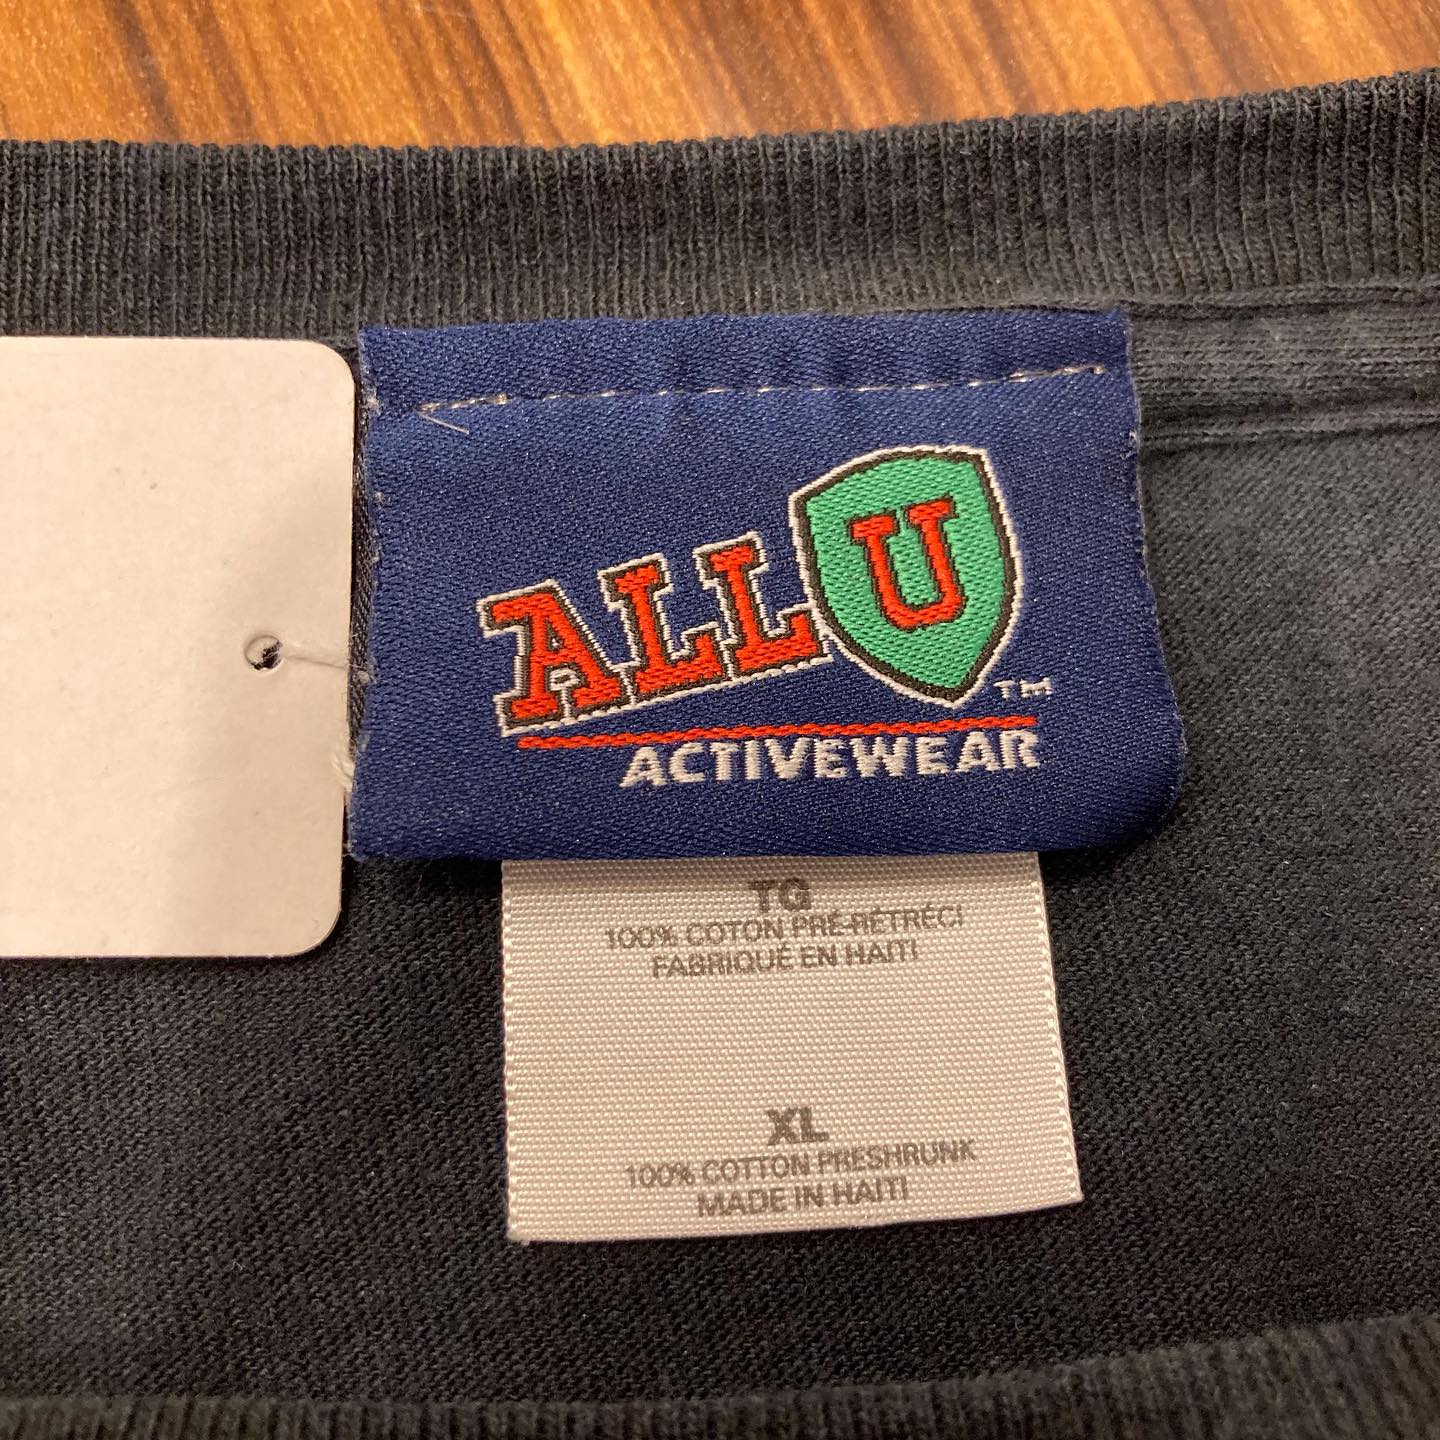 ALL U ™
ACTIVEWEAR
TG
100% COTON PRÉ-RÉTRÉCI
FABRIQUÉ EN HAITI
XL
100% COTTON PRESHRUNK
MADE IN HAITI